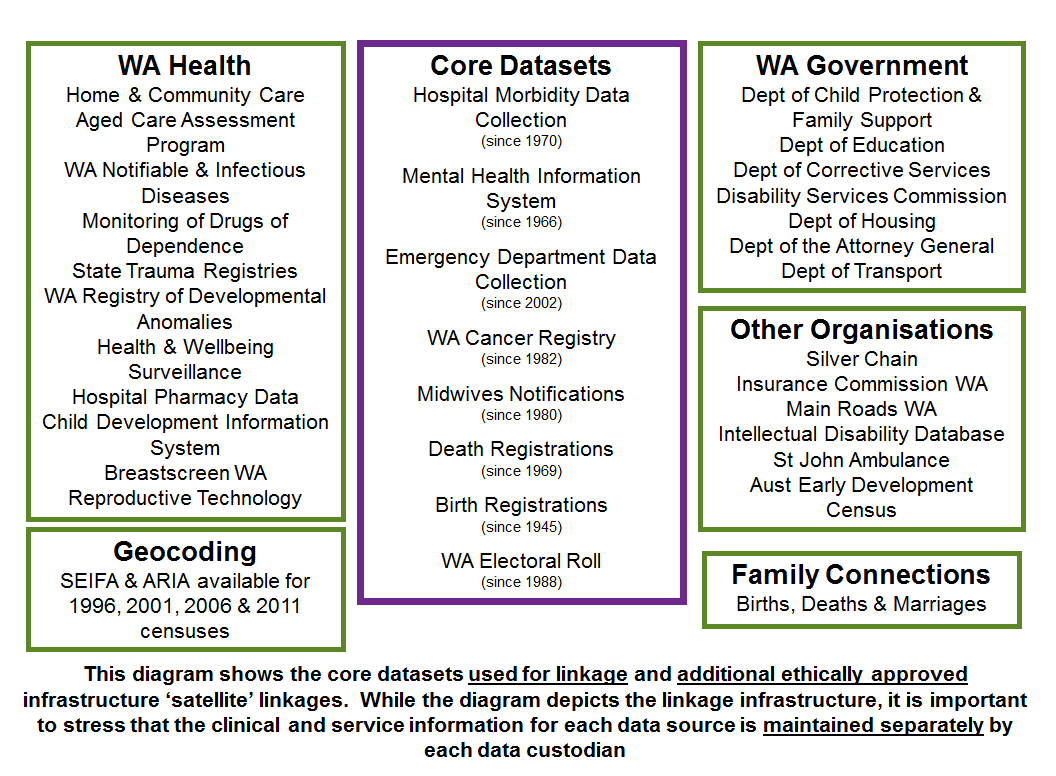 WA Health
Home & Community Care
Aged Care Assessment
Program
WA Notifiable & Infectious
Diseases
Monitoring of Drugs of
Dependence
State Trauma Registries
WA Registry of Developmental
Anomalies
Health & Wellbeing
Surveillance
Hospital Pharmacy Data
Child Development Information
System
Breastscreen WA
Reproductive Technology
Geocoding
SEIFA & ARIA available for
1996, 2001, 2006 & 2011
censuses
Core Datasets
Hospital Morbidity Data
Collection
(since 1970)
Mental Health Information
System
(since 1966)
Emergency Department Data
Collection
(since 2002)
WA Cancer Registry
(since 1982)
Midwives Notifications
(since 1980)
Death Registrations
(since 1969)
Birth Registrations
(since 1945)
WA Electoral Roll
(since 1988)
WA Government
Dept of Child Protection &
Family Support
Dept of Education
Dept of Corrective Services
Disability Services Commission
Dept of Housing
Dept of the Attorney General
Dept of Transport
Other Organisations
Silver Chain
Insurance Commission WA
Main Roads WA
Intellectual Disability Database
St John Ambulance
Aust Early Development
Census
Family Connections
Births, Deaths & Marriages
This diagram shows the core datasets used for linkage and additional ethically approved
infrastructure ‘satellite’ linkages.  While the diagram depicts the linkage infrastructure, it is important
to stress that the clinical and service information for each data source is maintained separately by
each data custodian